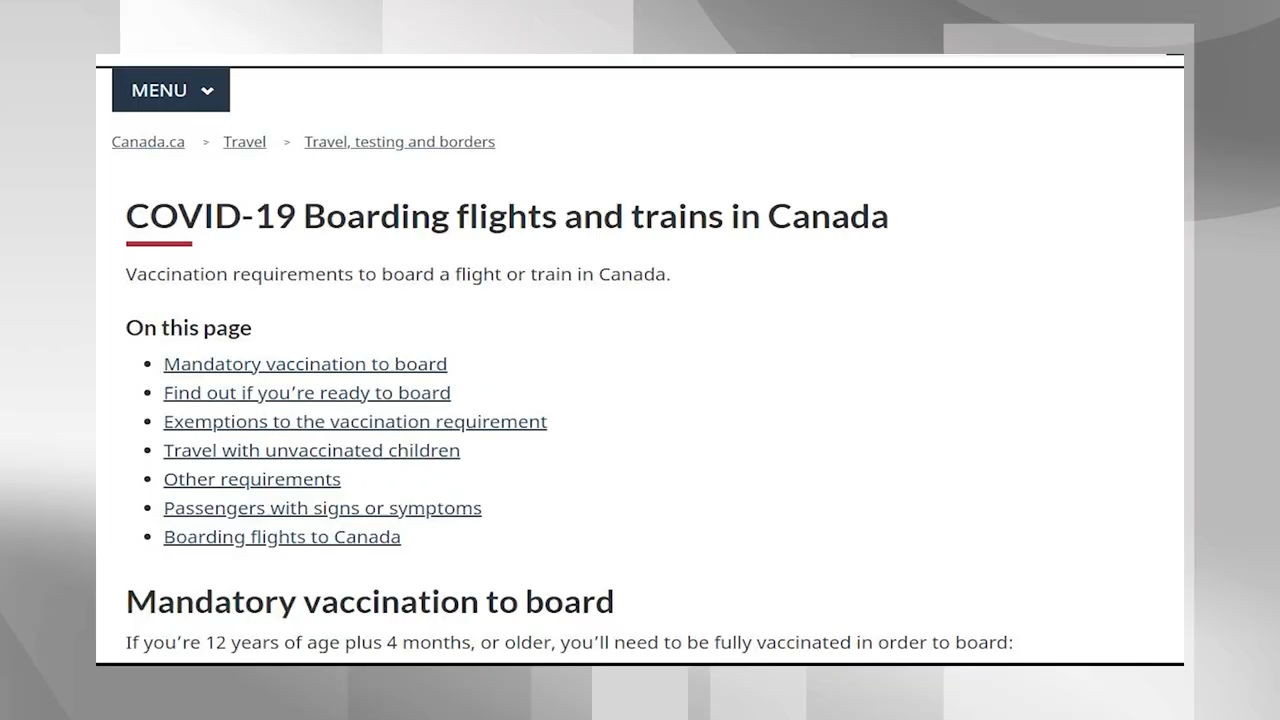 MENU
Canada.ca > Travel > Travel, testing and borders
COVID-19 Boarding flights and trains in Canada
Vaccination requirements to board a flight or train in Canada.
On this page
• Mandatory vaccination to board
• Find out if you’re ready to board
• Exemptions to the vaccination requirement
• Travel with unvaccinated children
• Other requirements
• Passengers with signs or symptoms
• Boarding flights to Canada
Mandatory vaccination to board
If you’re 12 years of age plus 4 months, or older, you’ll need to be fully vaccinated in order to board: